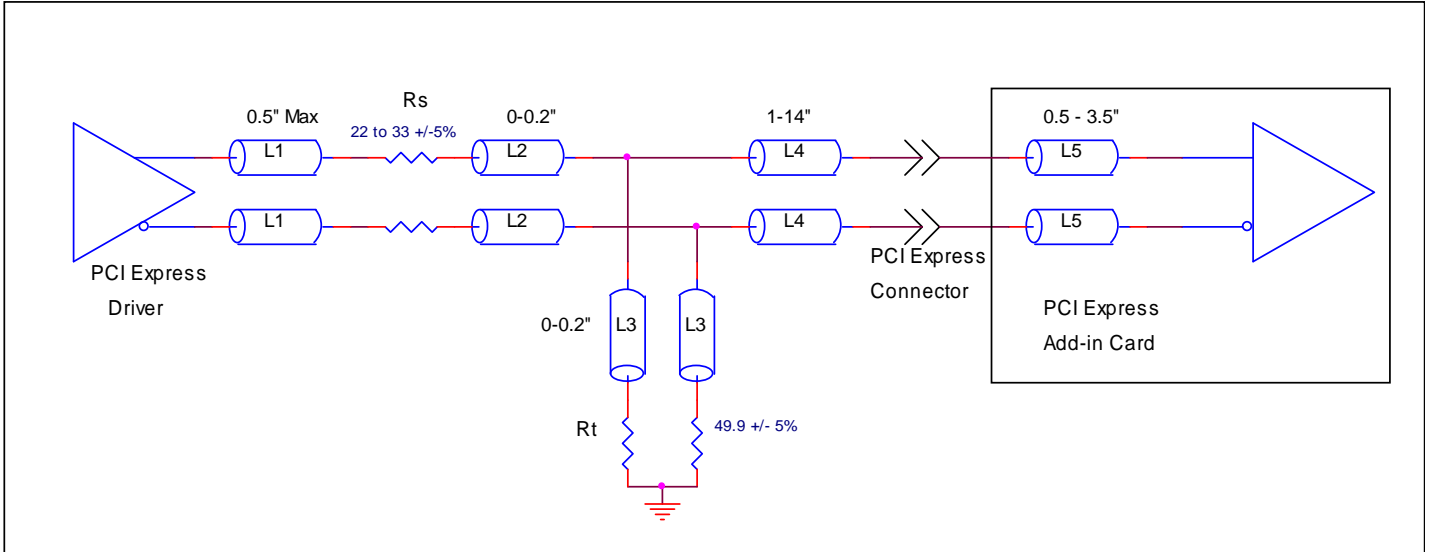 0.5" Max
Rs
22 to 33 +/-5%
0-0.2"
1-14"
0.5 - 3.5"
L1
L2
L4
L5
L1
L2
L4
L5
PCI Express
Driver
PCI Express
Connector
PCI Express
Add-in Card
0-0.2"
L3
L3
Rt
49.9 +/- 5%